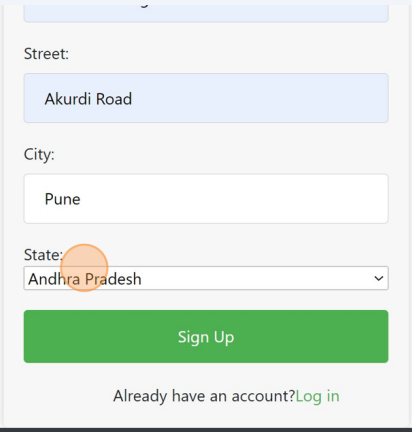 Street:
Akurdi Road
City:
Pune
State:
Andhra Pradesh
Sign Up
Already have an account?Log in